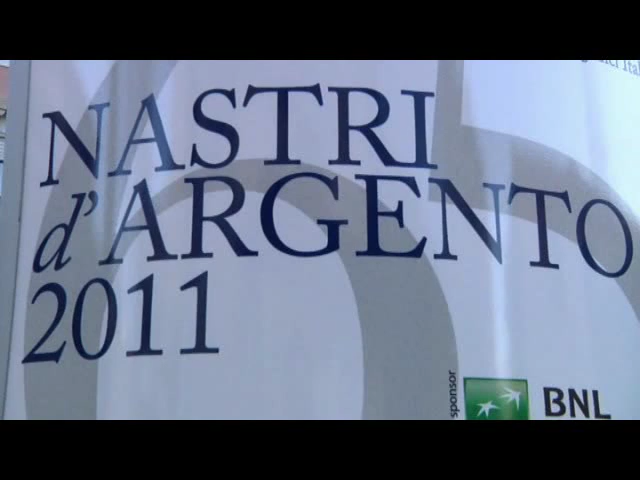 NASTRI
d'ARGENTO
2011
sponsor
BNL